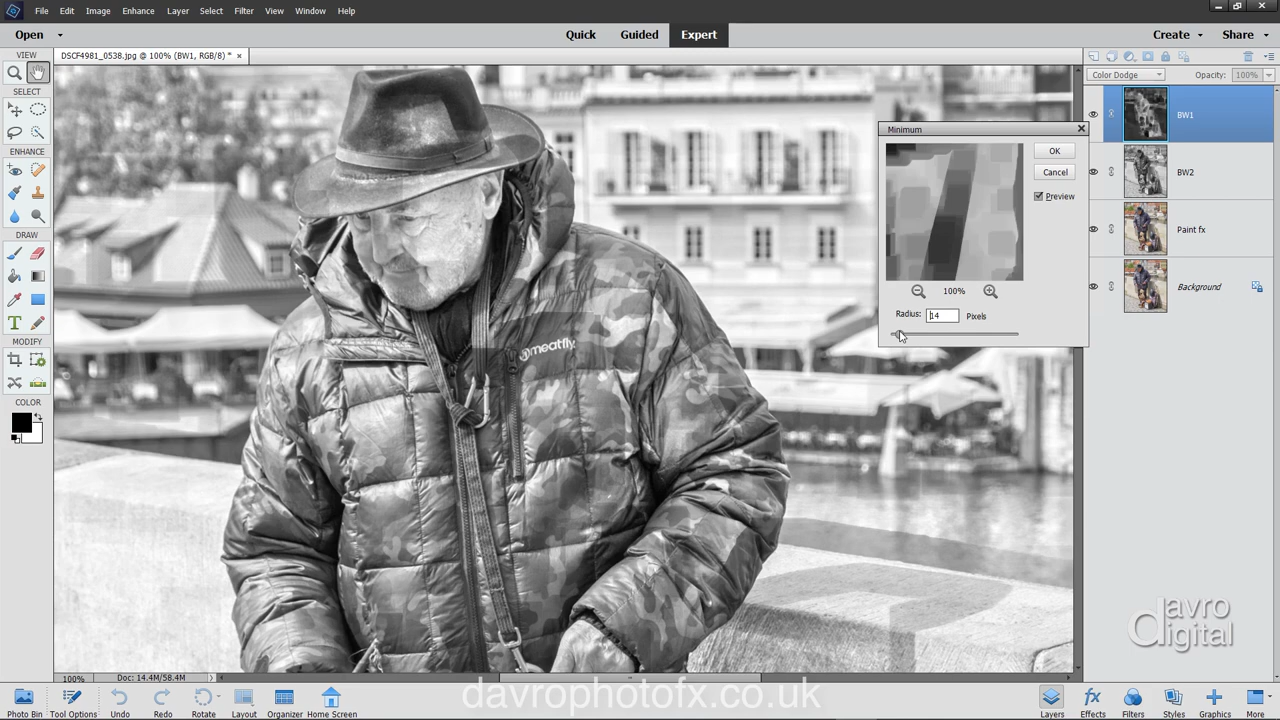 File Edit Image Enhance Layer Select Filter View Window Help
Open Quick Guided Expert Create Share
VIEW
DSCF4981_0538.jpg @ 100% (BW1, RGB/8) * ×
Color Dodge Opacity: 100%
SELECT
BW1
Minimum
OK
Cancel
Preview
ENHANCE
BW2
Paint fx
DRAW
Background
100%
Radius: 14 Pixels
MODIFY
meatfly.
COLOR
davro
digital
100% Doc: 14.4M/58.4M
davrophotofx.co.uk
Photo Bin Tool Options Undo Redo Rotate Layout Organizer Home Screen Layers Effects Filters Styles Graphics More